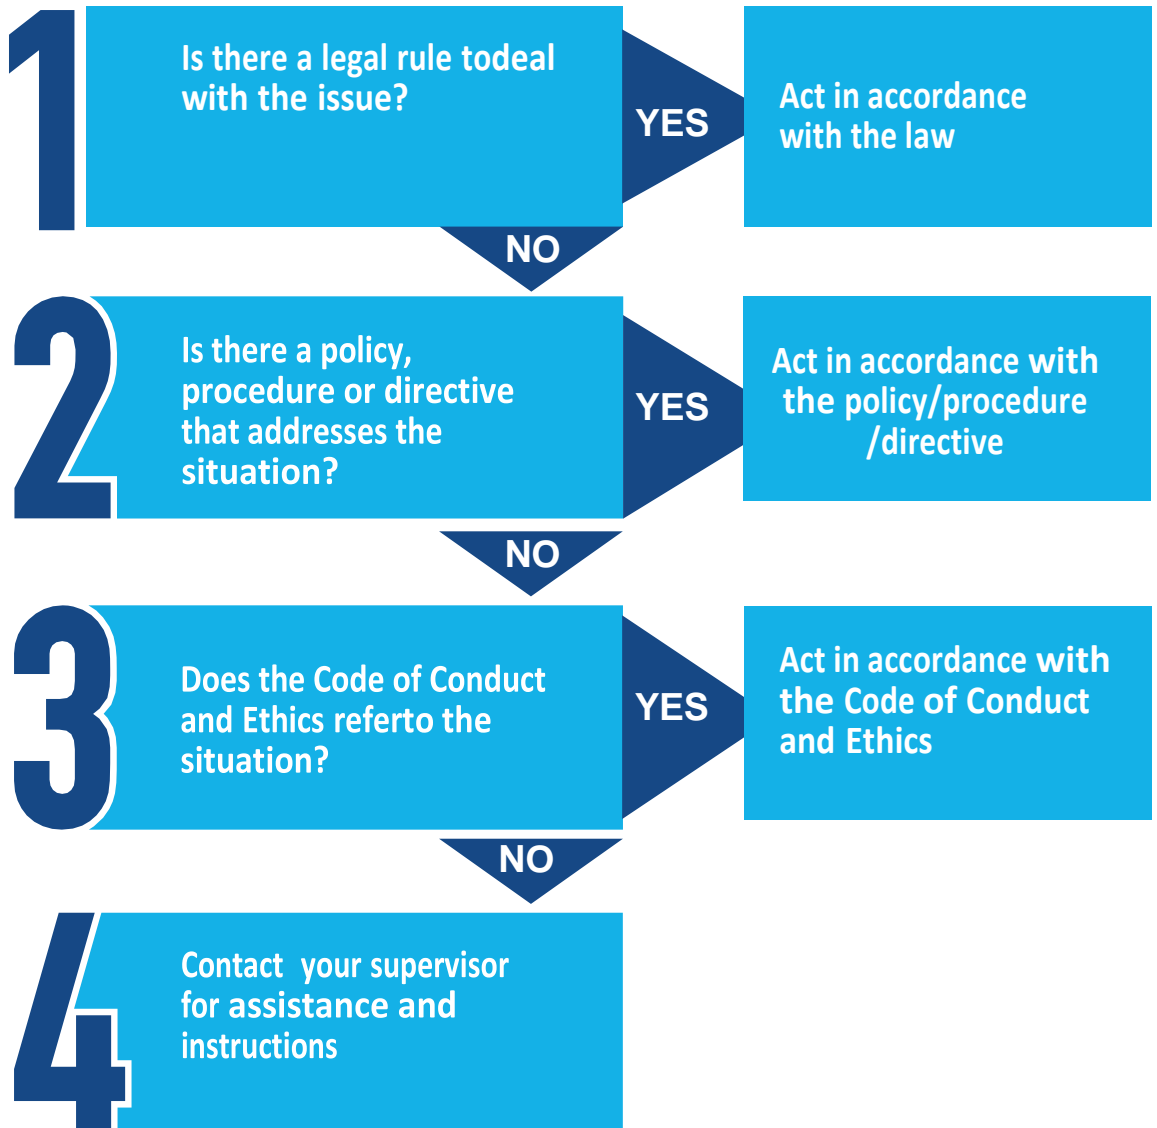 1
Is there a legal rule todeal
with the issue?
YES
Act in accordance
with the law
NO
2
Is there a policy,
procedure or directive
that addresses the
situation?
YES
Act in accordance with
the policy/procedure
/directive
NO
3
Does the Code of Conduct
and Ethics referto the
situation?
YES
Act in accordance with
the Code of Conduct
and Ethics
NO
4
Contact  your supervisor
for assistance and
instructions